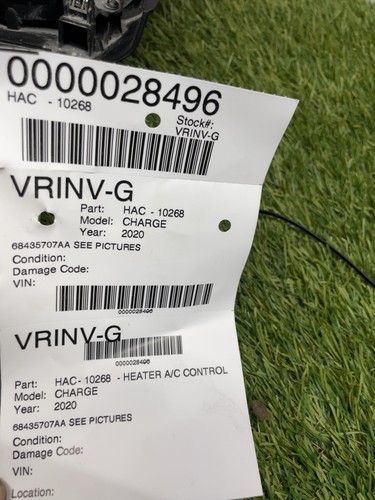 0000028496
HAC - 10268
Stock#:
VRINV-G
VRINV-G
Part: HAC - 10268
Model: CHARGE
Year: 2020
68435707AA SEE PICTURES
Condition:
Damage Code:
VIN:
0000028496
VRINV-G
0000028496
Part: HAC- 10268 - HEATER A/C CONTROL
Model: CHARGE
Year: 2020
68435707AA SEE PICTURES
Condition:
Damage Code:
VIN:
Location: